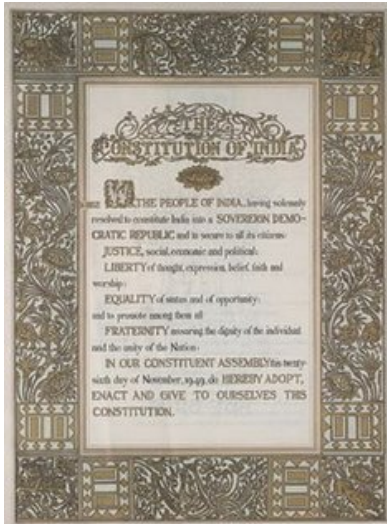 THE
CONSTITUTION OF INDIA
WE, THE PEOPLE OF INDIA, having solemnly
resolved to constitute India into a SOVEREIGN DEMO-
CRATIC REPUBLIC and to secure to all its citizens:
JUSTICE, social, economic and political;
LIBERTY of thought, expression, belief, faith and
worship;
EQUALITY of status and of opportunity;
and to promote among them all
FRATERNITY assuring the dignity of the individual
and the unity of the Nation;
IN OUR CONSTITUENT ASSEMBLY this twenty-
sixth day of November, 1949, do HEREBY ADOPT,
ENACT AND GIVE TO OURSELVES THIS
CONSTITUTION.